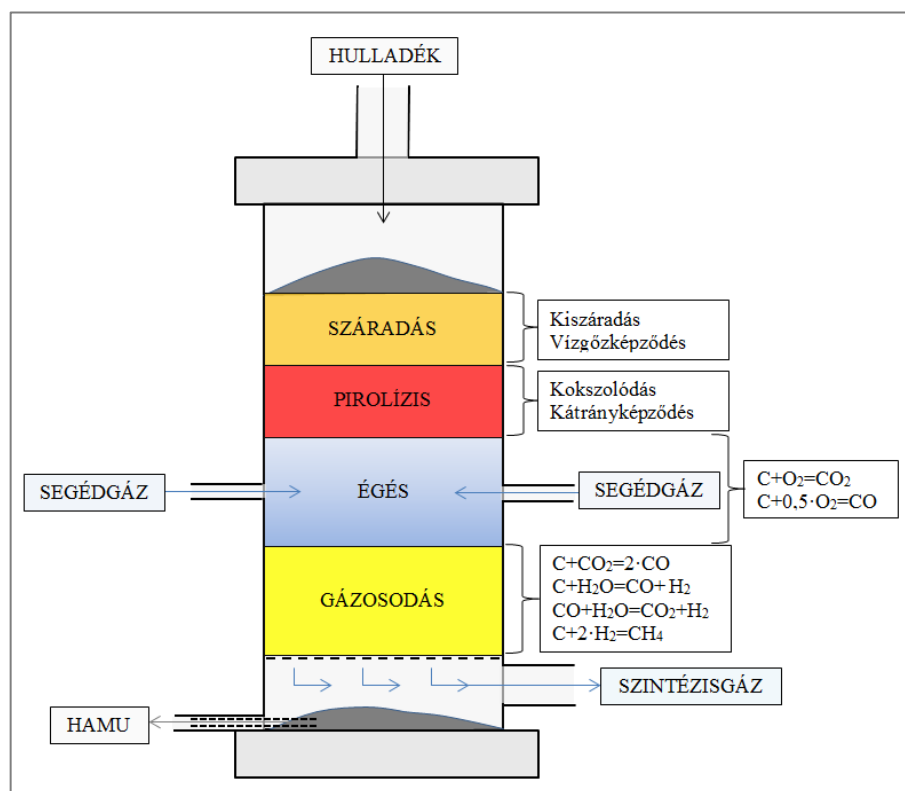 HULLADÉK
SZÁRADÁS
Kiszáradás
Vízgőzképződés
PIROLÍZIS
Kokszolódás
Kátrányképződés
SEGÉDGÁZ
ÉGÉS
SEGÉDGÁZ
C+O₂=CO₂
C+0,5·O₂=CO
GÁZOSODÁS
C+CO₂=2·CO
C+H₂O=CO+H₂
CO+H₂O=CO₂+H₂
C+2·H₂=CH₄
SZINTÉZISGÁZ
HAMU